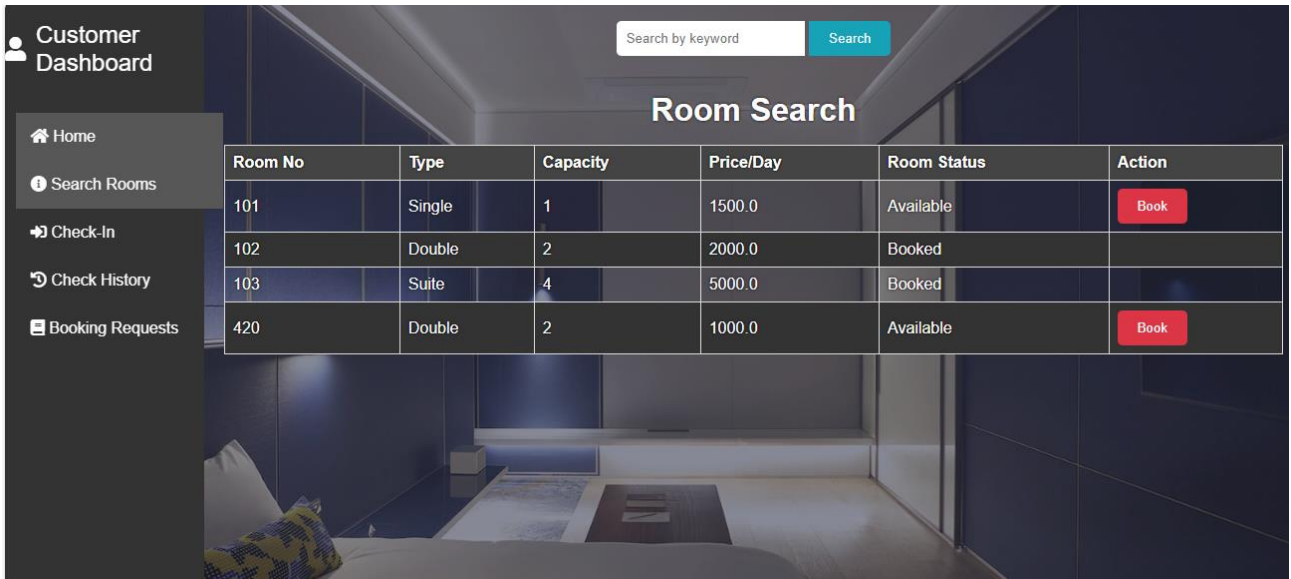 Customer
Dashboard
Home
Search Rooms
Check-In
Check History
Booking Requests
Search by keyword Search
Room Search
Room No Type Capacity Price/Day Room Status Action
101 Single 1 1500.0 Available Book
102 Double 2 2000.0 Booked
103 Suite 4 5000.0 Booked
420 Double 2 1000.0 Available Book